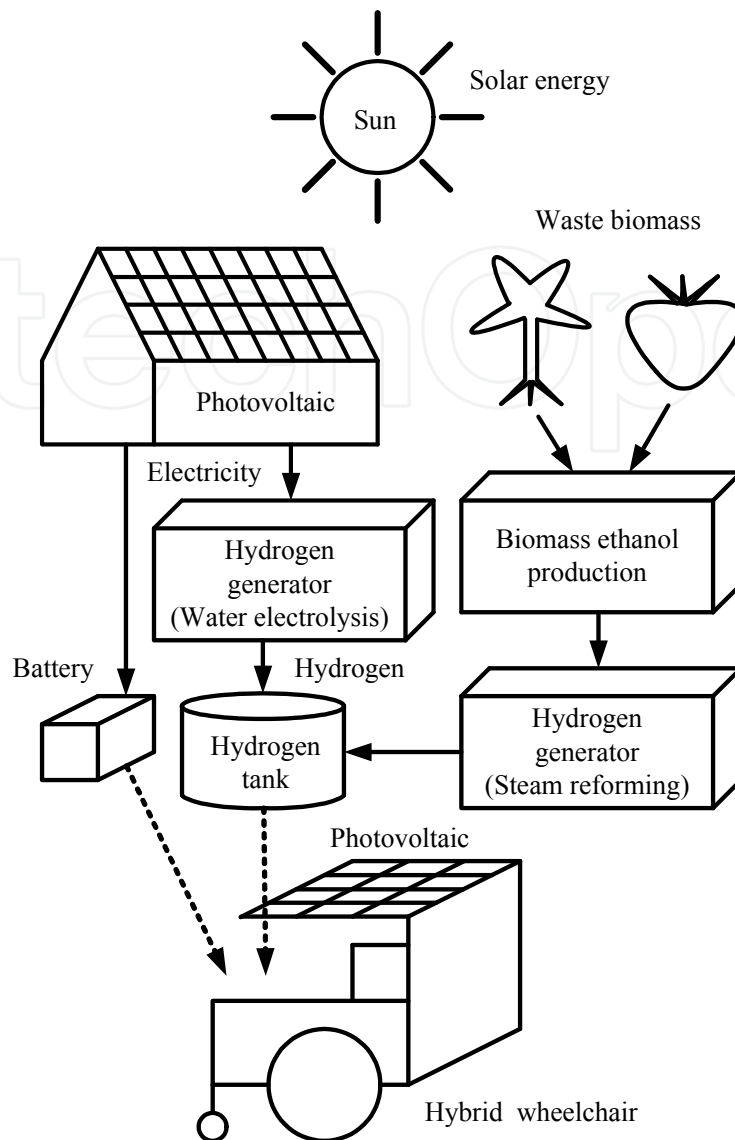 Solar energy
Sun
Waste biomass
Photovoltaic
Electricity
Hydrogen
generator
(Water electrolysis)
Biomass ethanol
production
Battery
Hydrogen
Hydrogen
tank
Hydrogen
generator
(Steam reforming)
Photovoltaic
Hybrid wheelchair